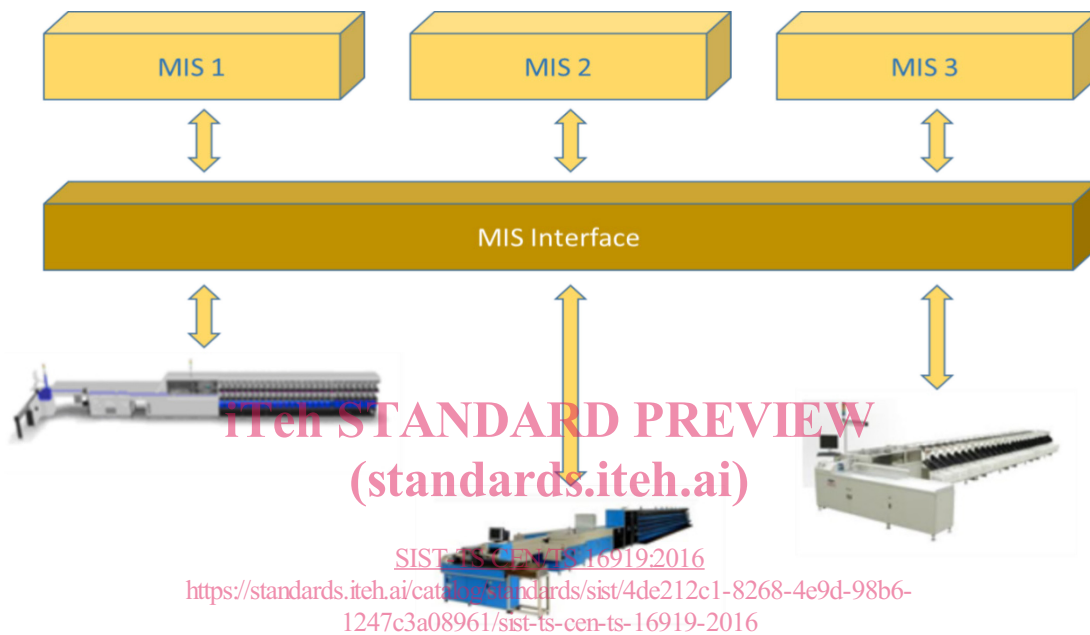 MIS 1
MIS 2
MIS 3
MIS Interface
iTeh STANDARD PREVIEW
(standards.iteh.ai)
SIST-TS CEN/TS 16919:2016
https://standards.iteh.ai/catalog/standards/sist/4de212c1-8268-4e9d-98b6-
1247c3a08961/sist-ts-cen-ts-16919-2016